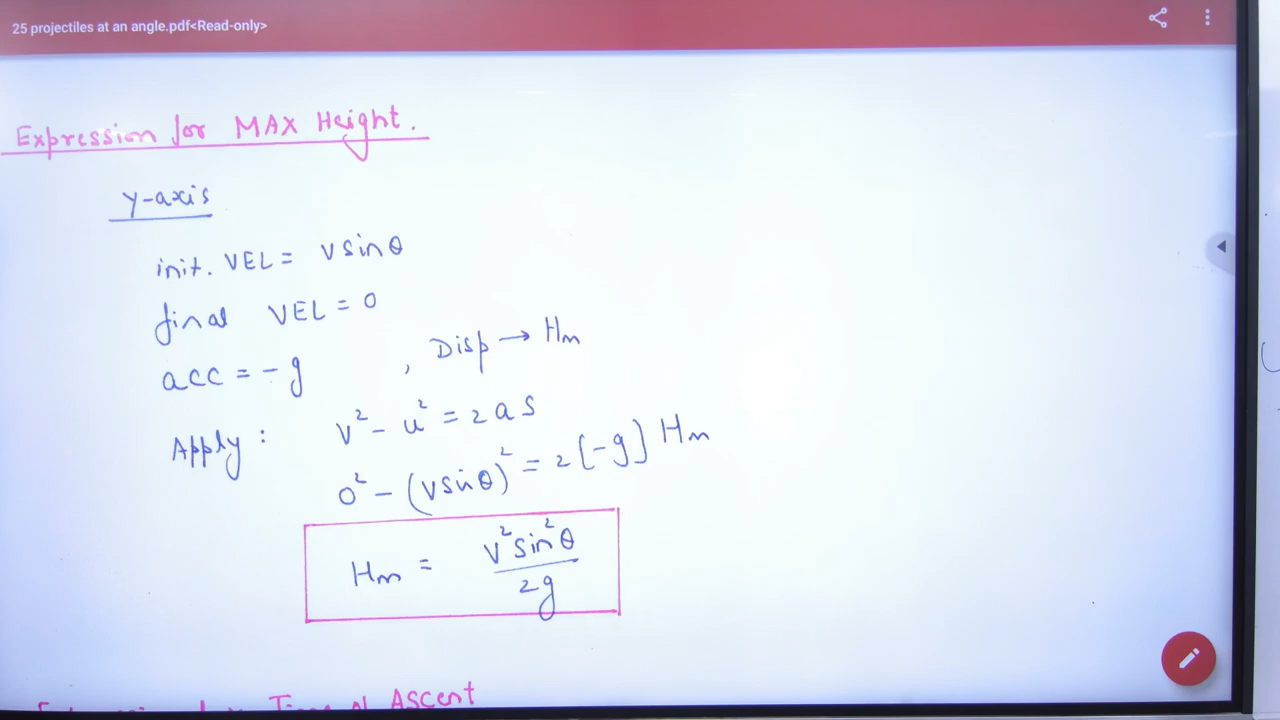 25 projectiles at an angle.pdf<Read-only>
Expression for MAX Height.
Y-axis
init. VEL = V sinθ
final VEL = 0
acc = -g , Disp → Hm
Apply : V² - u² = 2 a S
0² - (V sinθ)² = 2 [-g] Hm
Hm = V² sin²θ / 2g
Time of ASCENT